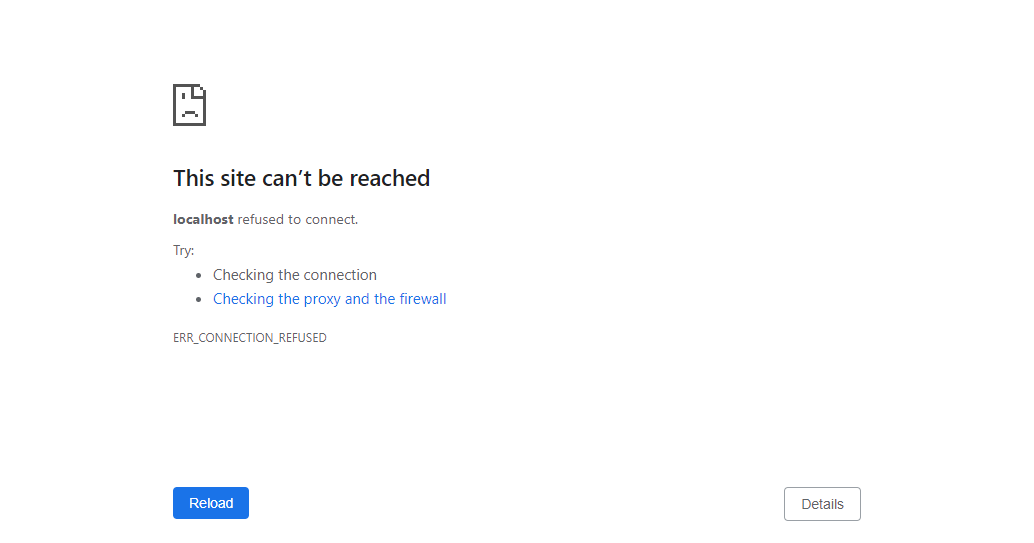 This site can’t be reached
localhost refused to connect.
Try:
• Checking the connection
• Checking the proxy and the firewall
ERR_CONNECTION_REFUSED
Reload
Details